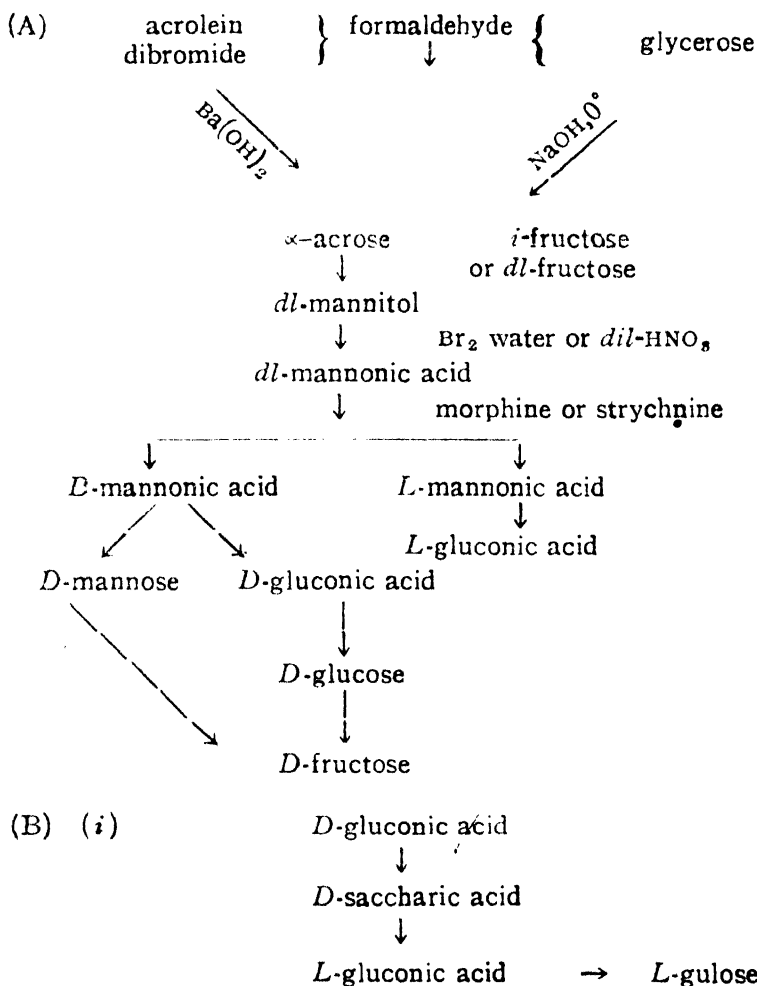 (A) acrolein } formaldehyde { glycerose
dibromide ↓
Ba(OH)₂ NaOH,0°
α-acrose i-fructose
↓ or dl-fructose
dl-mannitol
↓ Br₂ water or dil-HNO₃
dl-mannonic acid
↓ morphine or strychnine
↓ ↓
D-mannonic acid L-mannonic acid
↓
L-gluconic acid
D-mannose D-gluconic acid
↓
D-glucose
↓
D-fructose
(B) (i) D-gluconic acid
↓
D-saccharic acid
↓
L-gluconic acid → L-gulose